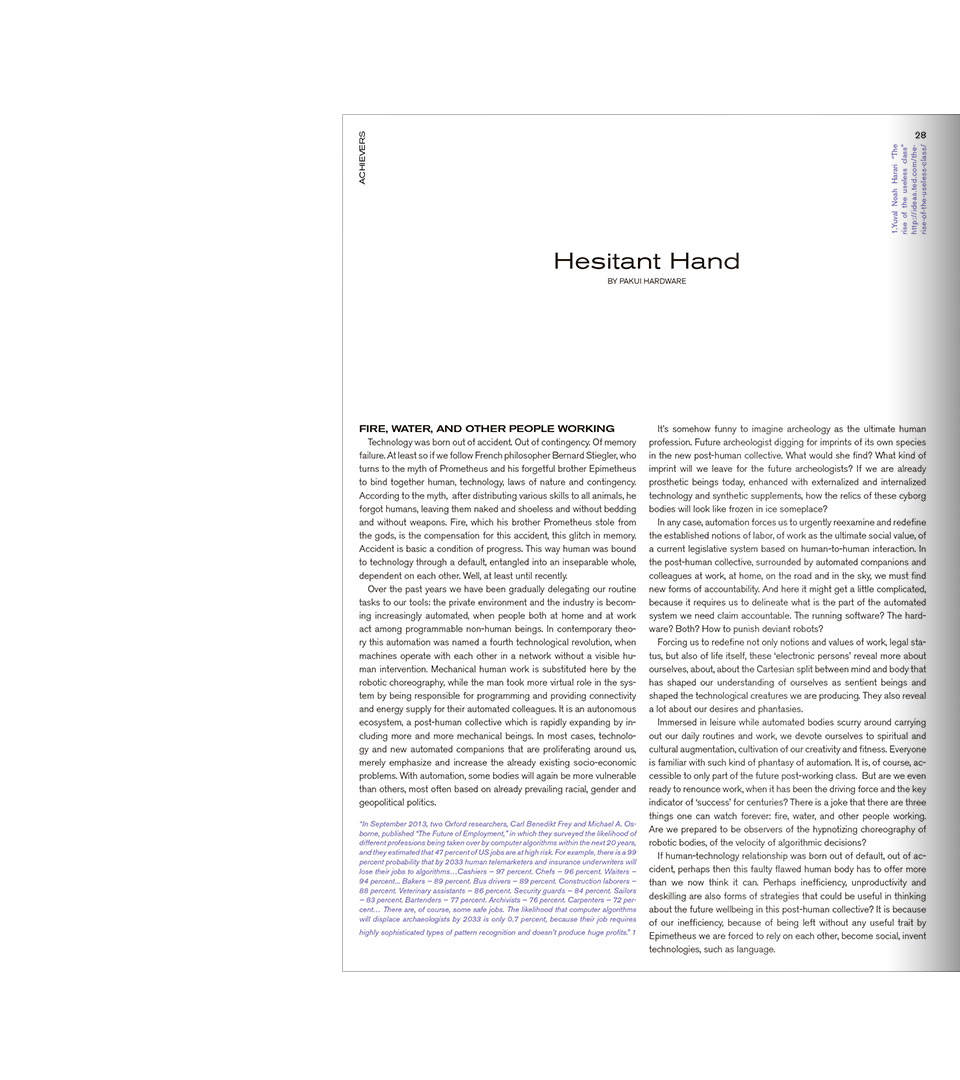 ACHIEVERS
28
1.Yuval Noah Harari "The
rise of the useless class"
http://ideas.ted.com/the-
rise-of-the-useless-class/
Hesitant Hand
BY PAKUI HARDWARE
FIRE, WATER, AND OTHER PEOPLE WORKING
Technology was born out of accident. Out of contingency. Of memory
failure. At least so if we follow French philosopher Bernard Stiegler, who
turns to the myth of Prometheus and his forgetful brother Epimetheus
to bind together human, technology, laws of nature and contingency.
According to the myth, after distributing various skills to all animals, he
forgot humans, leaving them naked and shoeless and without bedding
and without weapons. Fire, which his brother Prometheus stole from
the gods, is the compensation for this accident, this glitch in memory.
Accident is basic a condition of progress. This way human was bound
to technology through a default, entangled into an inseparable whole,
dependent on each other. Well, at least until recently.
Over the past years we have been gradually delegating our routine
tasks to our tools: the private environment and the industry is becom-
ing increasingly automated, when people both at home and at work
act among programmable non-human beings. In contemporary theo-
ry this automation was named a fourth technological revolution, when
machines operate with each other in a network without a visible hu-
man intervention. Mechanical human work is substituted here by the
robotic choreography, while the man took more virtual role in the sys-
tem by being responsible for programming and providing connectivity
and energy supply for their automated colleagues. It is an autonomous
ecosystem, a post-human collective which is rapidly expanding by in-
cluding more and more mechanical beings. In most cases, technolo-
gy and new automated companions that are proliferating around us,
merely emphasize and increase the already existing socio-economic
problems. With automation, some bodies will again be more vulnerable
than others, most often based on already prevailing racial, gender and
geopolitical politics.
"In September 2013, two Oxford researchers, Carl Benedikt Frey and Michael A. Os-
borne, published "The Future of Employment," in which they surveyed the likelihood of
different professions being taken over by computer algorithms within the next 20 years,
and they estimated that 47 percent of US jobs are at high risk. For example, there is a 99
percent probability that by 2033 human telemarketers and insurance underwriters will
lose their jobs to algorithms…Cashiers – 97 percent. Chefs – 96 percent. Waiters –
94 percent... Bakers – 89 percent. Bus drivers – 89 percent. Construction laborers –
88 percent. Veterinary assistants – 86 percent. Security guards – 84 percent. Sailors
– 83 percent. Bartenders – 77 percent. Archivists – 76 percent. Carpenters – 72 per-
cent… There are, of course, some safe jobs. The likelihood that computer algorithms
will displace archaeologists by 2033 is only 0.7 percent, because their job requires
highly sophisticated types of pattern recognition and doesn't produce huge profits." 1
It's somehow funny to imagine archeology as the ultimate human
profession. Future archeologist digging for imprints of its own species
in the new post-human collective. What would she find? What kind of
imprint will we leave for the future archeologists? If we are already
prosthetic beings today, enhanced with externalized and internalized
technology and synthetic supplements, how the relics of these cyborg
bodies will look like frozen in ice someplace?
In any case, automation forces us to urgently reexamine and redefine
the established notions of labor, of work as the ultimate social value, of
a current legislative system based on human-to-human interaction. In
the post-human collective, surrounded by automated companions and
colleagues at work, at home, on the road and in the sky, we must find
new forms of accountability. And here it might get a little complicated,
because it requires us to delineate what is the part of the automated
system we need claim accountable. The running software? The hard-
ware? Both? How to punish deviant robots?
Forcing us to redefine not only notions and values of work, legal sta-
tus, but also of life itself, these 'electronic persons' reveal more about
ourselves, about, about the Cartesian split between mind and body that
has shaped our understanding of ourselves as sentient beings and
shaped the technological creatures we are producing. They also reveal
a lot about our desires and phantasies.
Immersed in leisure while automated bodies scurry around carrying
out our daily routines and work, we devote ourselves to spiritual and
cultural augmentation, cultivation of our creativity and fitness. Everyone
is familiar with such kind of phantasy of automation. It is, of course, ac-
cessible to only part of the future post-working class. But are we even
ready to renounce work, when it has been the driving force and the key
indicator of 'success' for centuries? There is a joke that there are three
things one can watch forever: fire, water, and other people working.
Are we prepared to be observers of the hypnotizing choreography of
robotic bodies, of the velocity of algorithmic decisions?
If human-technology relationship was born out of default, out of ac-
cident, perhaps then this faulty flawed human body has to offer more
than we now think it can. Perhaps inefficiency, unproductivity and
deskilling are also forms of strategies that could be useful in thinking
about the future wellbeing in this post-human collective? It is because
of our inefficiency, because of being left without any useful trait by
Epimetheus we are forced to rely on each other, become social, invent
technologies, such as language.